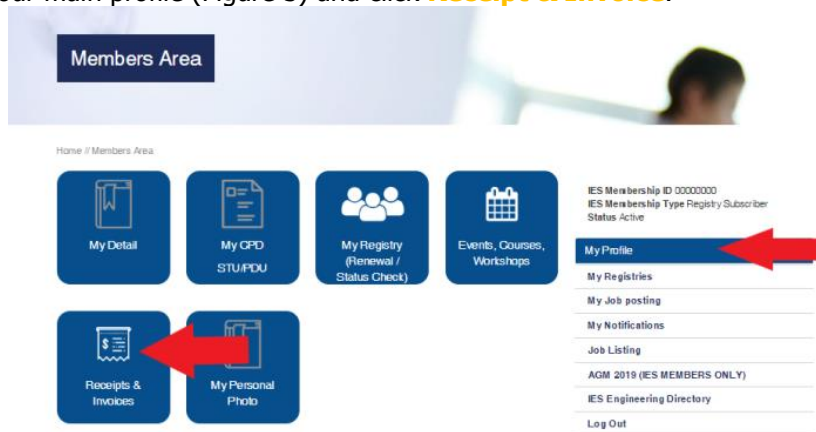 our main profile (Figure 3) and click Receipt & Invoice.
Members Area
Home // Members Area
My Detail
My CPD
STU/PDU
My Registry
(Renewal /
Status Check)
Events, Courses,
Workshops
Receipts &
Invoices
My Personal
Photo
IES Membership ID 00000000
IES Membership Type Registry Subscriber
Status Active
My Profile
My Registries
My Job posting
My Notifications
Job Listing
AGM 2019 (IES MEMBERS ONLY)
IES Engineering Directory
Log Out